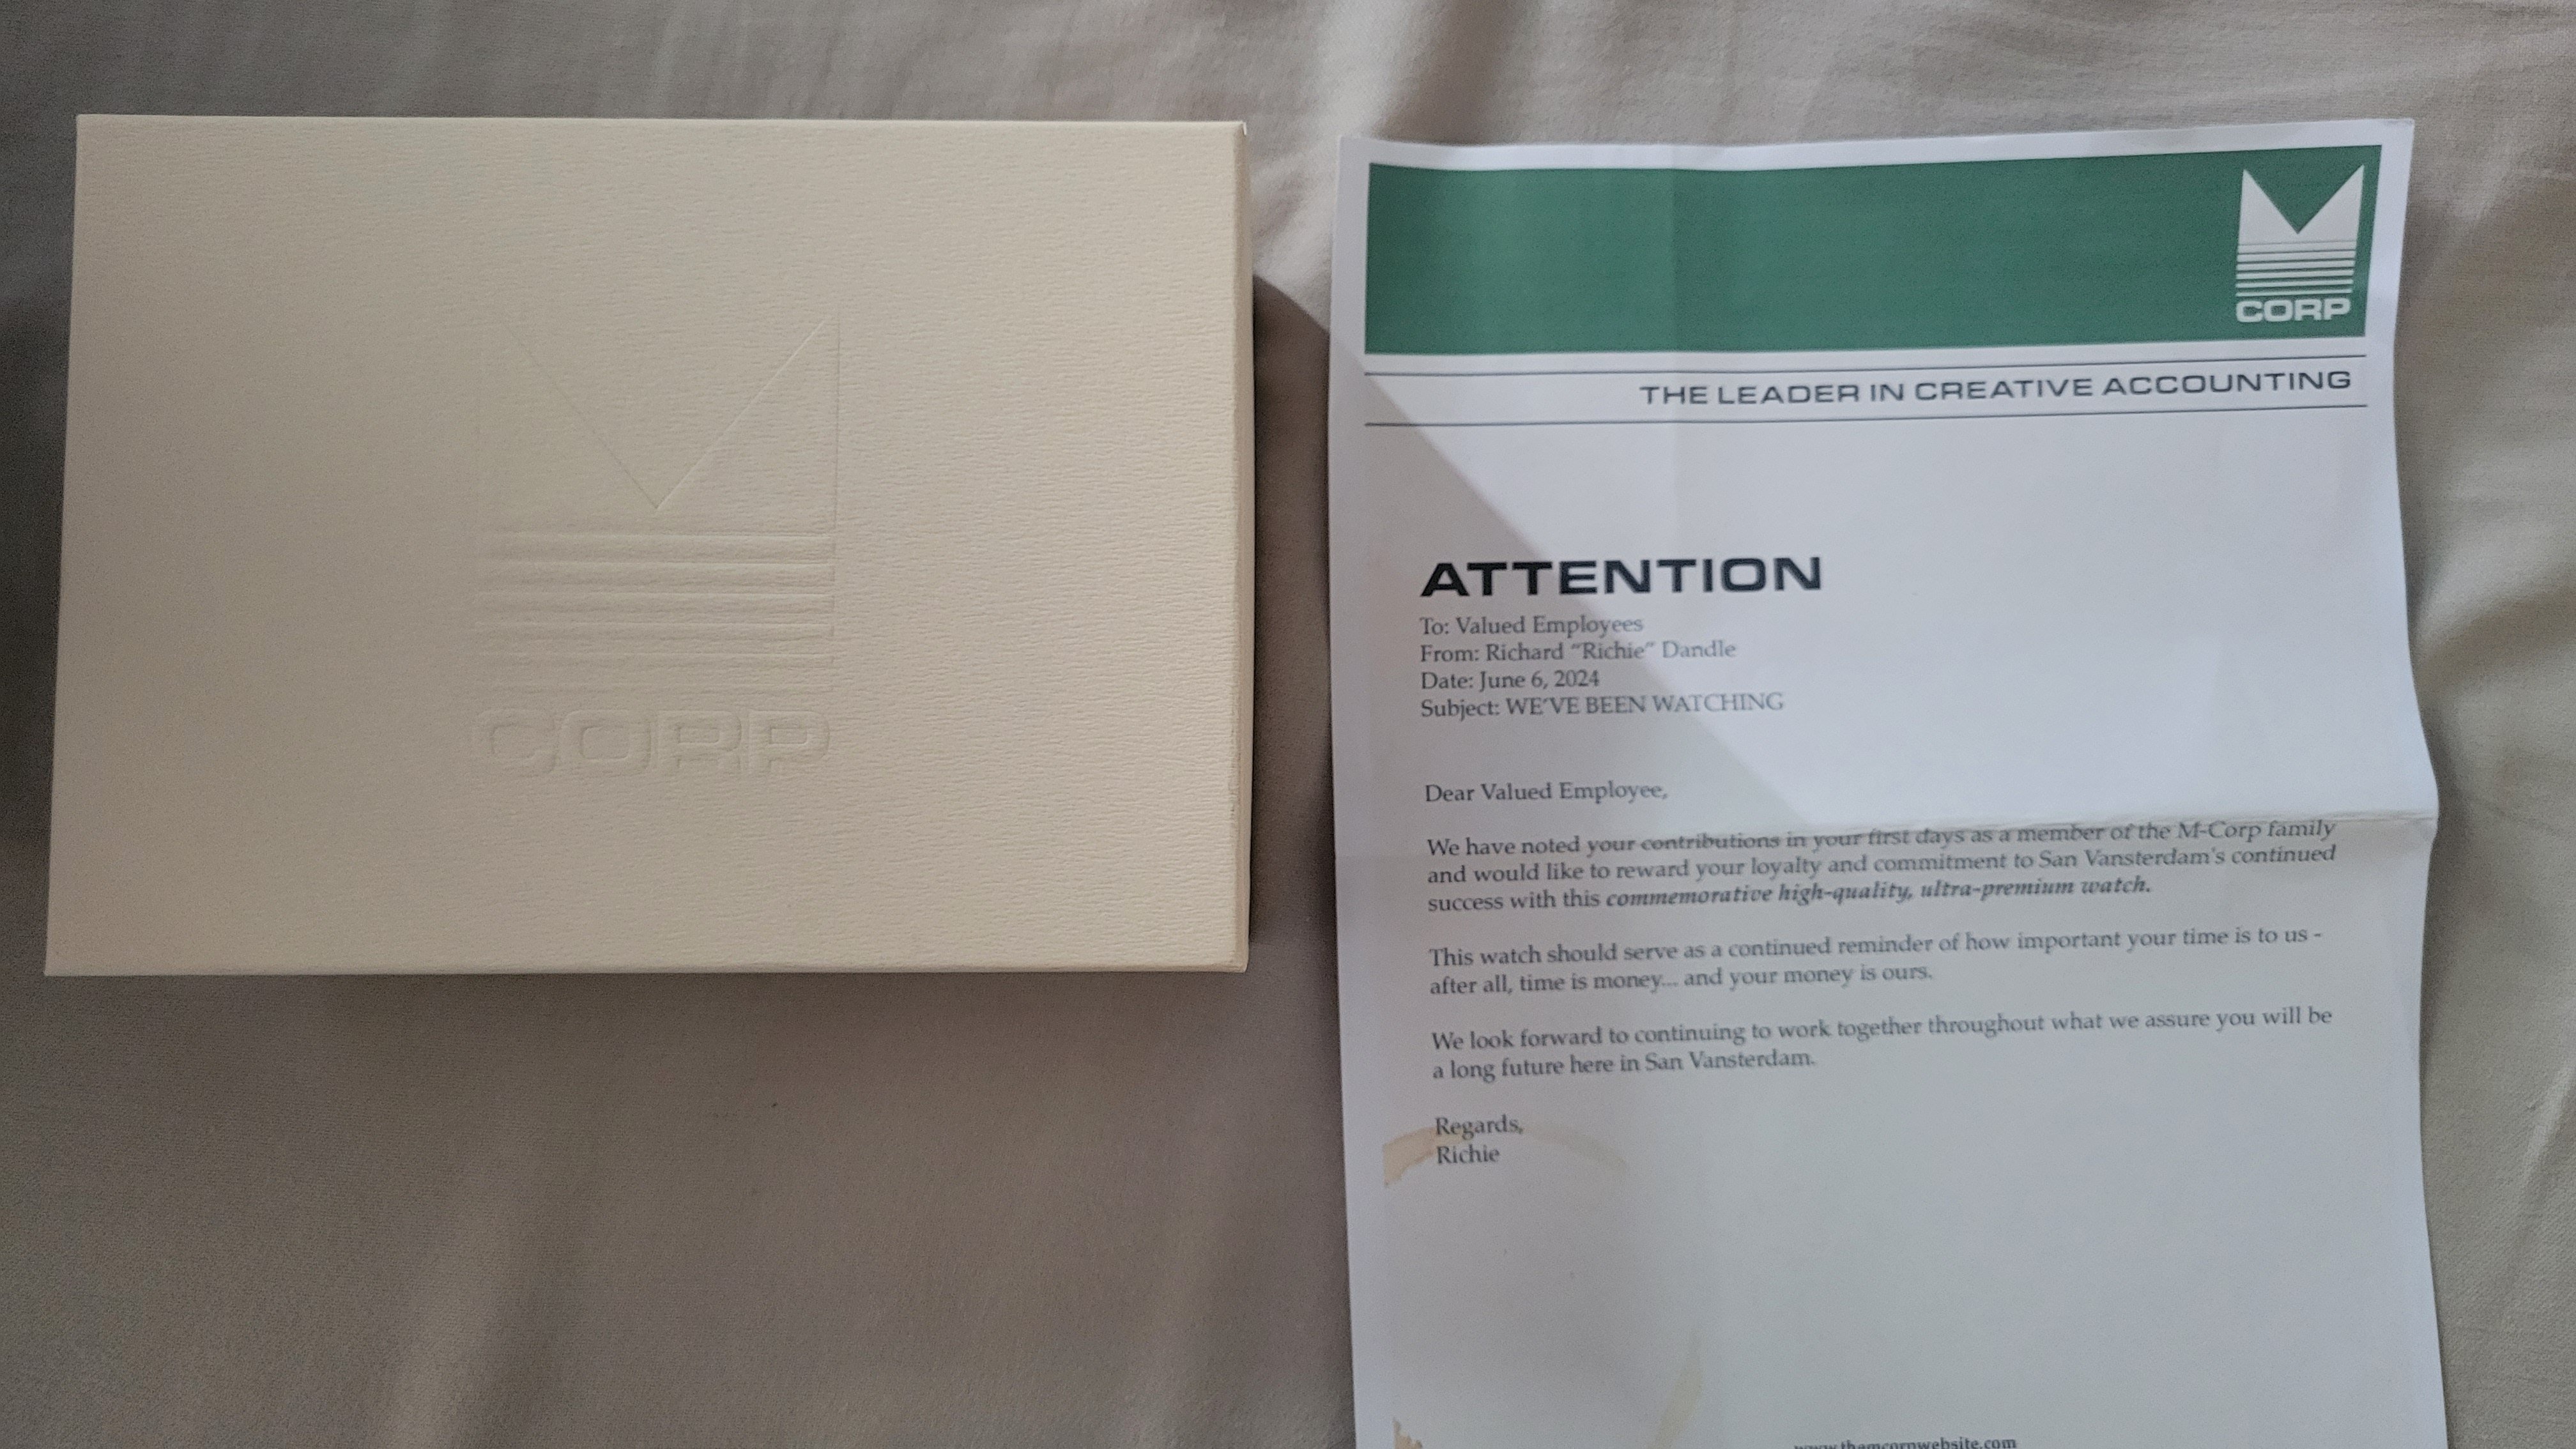 CORP
CORP
THE LEADER IN CREATIVE ACCOUNTING
ATTENTION
To: Valued Employees
From: Richard “Richie” Dandle
Date: June 6, 2024
Subject: WE’VE BEEN WATCHING
Dear Valued Employee,
We have noted your contributions in your first days as a member of the M-Corp family
and would like to reward your loyalty and commitment to San Vansterdam's continued
success with this commemorative high-quality, ultra-premium watch.
This watch should serve as a continued reminder of how important your time is to us -
after all, time is money... and your money is ours.
We look forward to continuing to work together throughout what we assure you will be
a long future here in San Vansterdam.
Regards,
Richie
www.themcorpwebsite.com